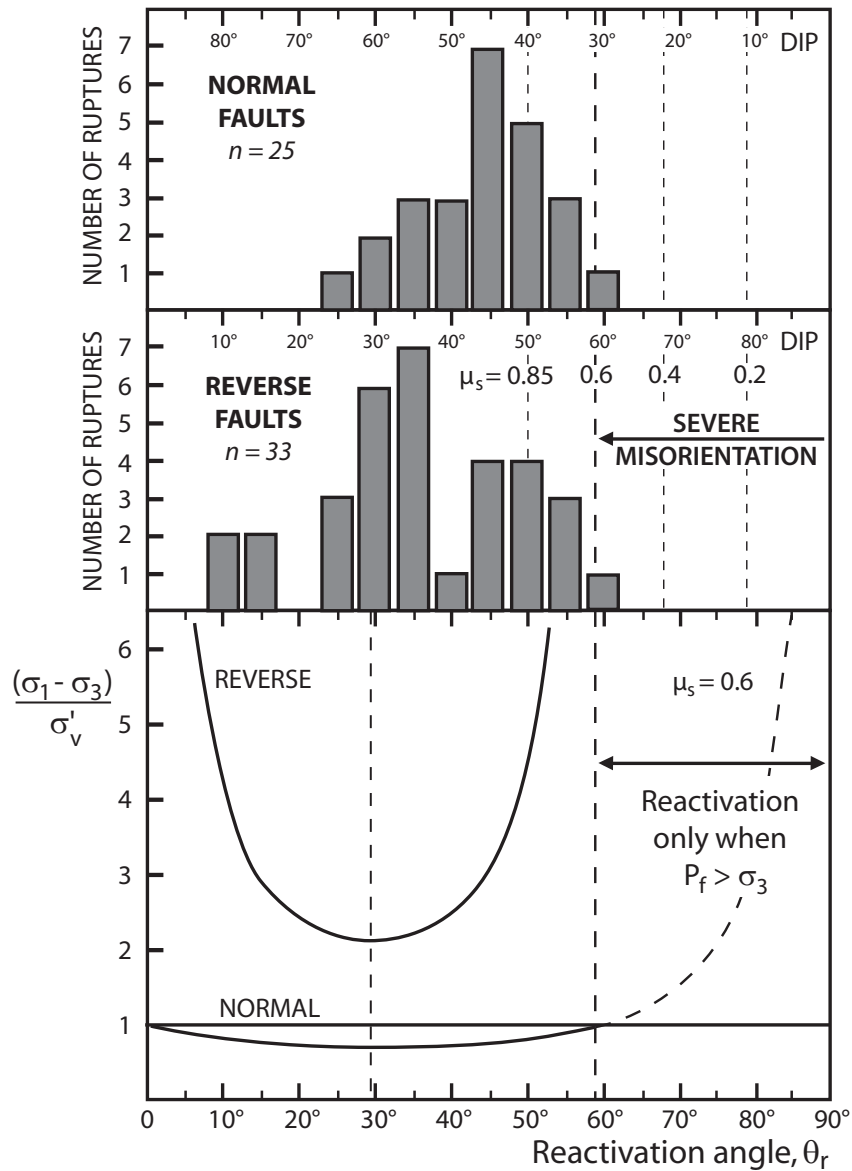 80° 70° 60° 50° 40° 30° 20° 10° DIP
NUMBER OF RUPTURES
7
6
5
4
3
2
1
NORMAL
FAULTS
n = 25
10° 20° 30° 40° 50° 60° 70° 80° DIP
NUMBER OF RUPTURES
7
6
5
4
3
2
1
REVERSE
FAULTS
n = 33
μs = 0.85 0.6 0.4 0.2
SEVERE
MISORIENTATION
(σ1 - σ3)
σ'v
6
5
4
3
2
1
REVERSE
μs = 0.6
Reactivation
only when
Pf > σ3
NORMAL
0 10° 20° 30° 40° 50° 60° 70° 80° 90°
Reactivation angle, θr